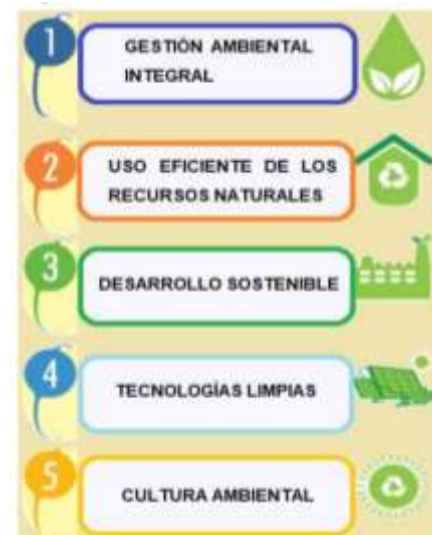 1
GESTIÓN AMBIENTAL
INTEGRAL
2
USO EFICIENTE DE LOS
RECURSOS NATURALES
3
DESARROLLO SOSTENIBLE
4
TECNOLOGÍAS LIMPIAS
5
CULTURA AMBIENTAL